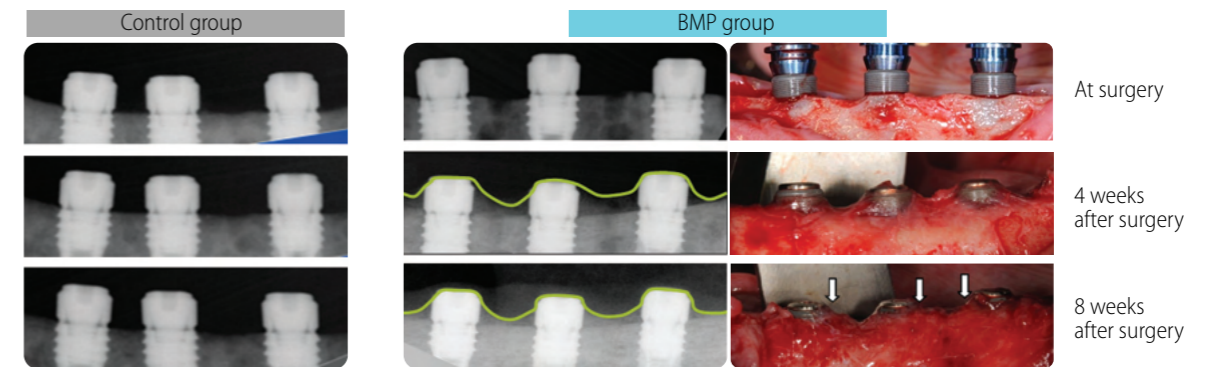 Control group
BMP group
At surgery
4 weeks
after surgery
8 weeks
after surgery